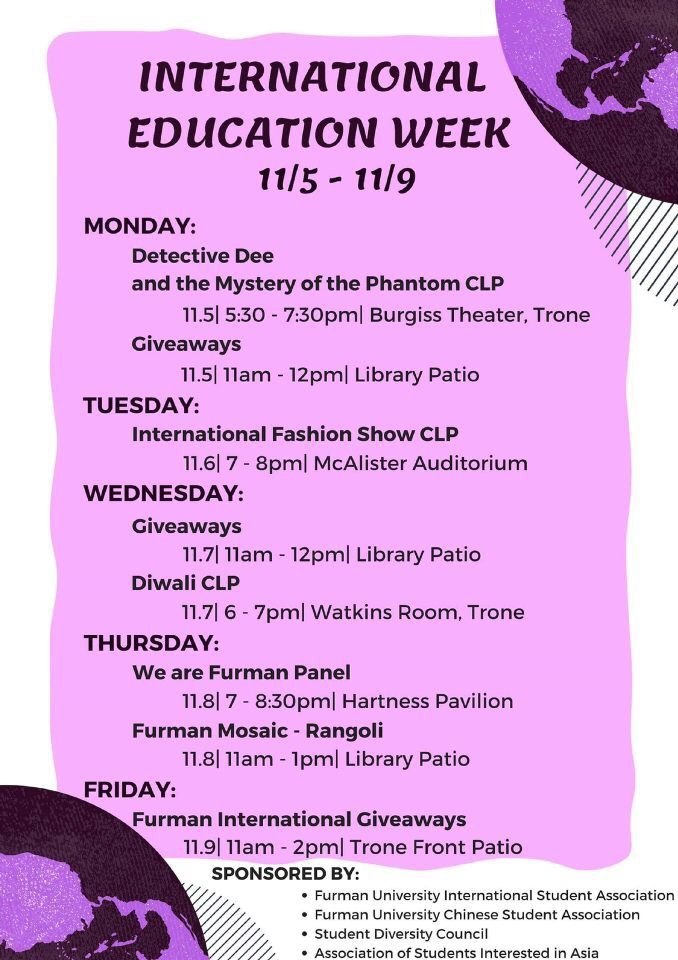 INTERNATIONAL
EDUCATION WEEK
11/5 - 11/9
MONDAY:
Detective Dee
and the Mystery of the Phantom CLP
11.5| 5:30 - 7:30pm| Burgiss Theater, Trone
Giveaways
11.5| 11am - 12pm| Library Patio
TUESDAY:
International Fashion Show CLP
11.6| 7 - 8pm| McAlister Auditorium
WEDNESDAY:
Giveaways
11.7| 11am - 12pm| Library Patio
Diwali CLP
11.7| 6 - 7pm| Watkins Room, Trone
THURSDAY:
We are Furman Panel
11.8| 7 - 8:30pm| Hartness Pavilion
Furman Mosaic - Rangoli
11.8| 11am - 1pm| Library Patio
FRIDAY:
Furman International Giveaways
11.9| 11am - 2pm| Trone Front Patio
SPONSORED BY:
• Furman University International Student Association
• Furman University Chinese Student Association
• Student Diversity Council
• Association of Students Interested in Asia